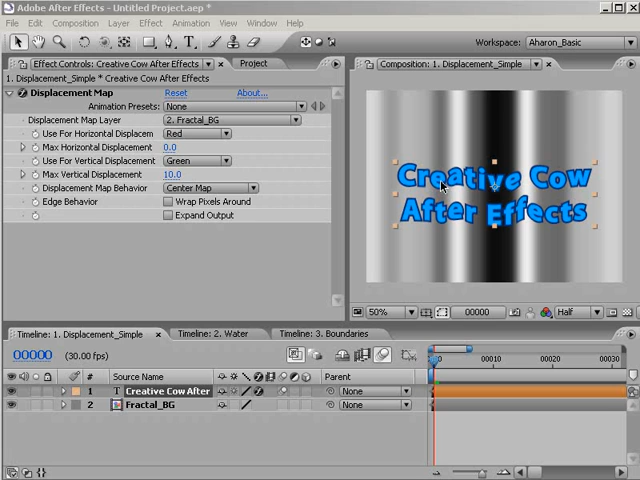 Adobe After Effects - Untitled Project.aep *
File Edit Composition Layer Effect Animation View Window Help
Workspace: Aharon_Basic
Effect Controls: Creative Cow After Effects
Project
Composition: 1. Displacement_Simple
1. Displacement_Simple * Creative Cow After Effects
Displacement Map Reset About...
Animation Presets: None
Displacement Map Layer 2. Fractal_BG
Use For Horizontal Displacem Red
Max Horizontal Displacement 0.0
Use For Vertical Displacement Green
Max Vertical Displacement 10.0
Displacement Map Behavior Center Map
Edge Behavior Wrap Pixels Around
Expand Output
Creative Cow
After Effects
50% 00000 Half
Timeline: 1. Displacement_Simple Timeline: 2. Water Timeline: 3. Boundaries
00000 (30.00 fps)
00010 00020 00030
# Source Name Parent
1 T Creative Cow After None
2 Fractal_BG None